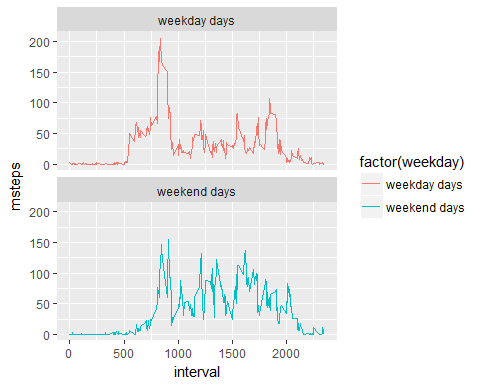 weekday days
200
150
100
50
0
weekend days
200
150
100
50
0
0
500
1000
1500
2000
interval
msteps
factor(weekday)
weekday days
weekend days